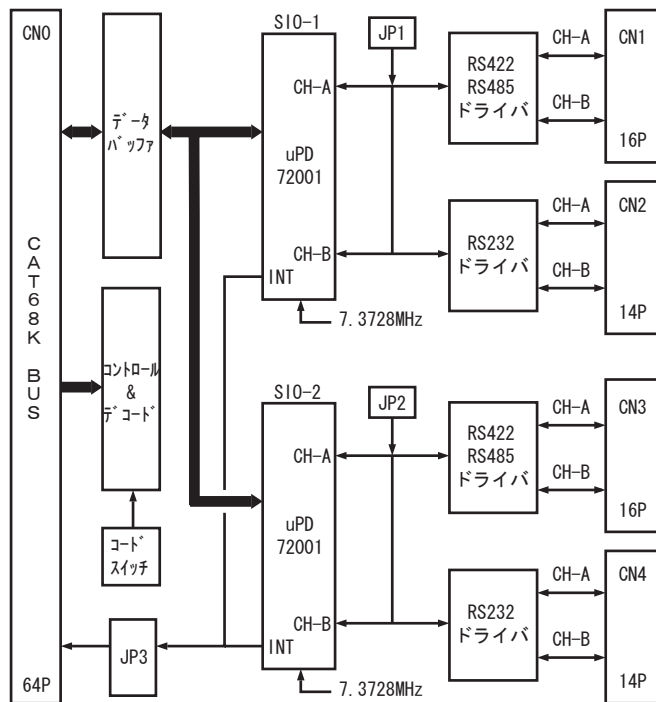 CN0
CAT68K BUS
64P
ﾃﾞｰﾀ
ﾊﾞｯﾌｧ
ｺﾝﾄﾛｰﾙ
&
ﾃﾞｺｰﾄﾞ
ｺｰﾄﾞ
ｽｲｯﾁ
JP3
SIO-1
CH-A
uPD
72001
CH-B
INT
7.3728MHz
JP1
RS422
RS485
ドライバ
CH-A
CH-B
CN1
16P
RS232
ドライバ
CH-A
CH-B
CN2
14P
SIO-2
CH-A
uPD
72001
CH-B
INT
7.3728MHz
JP2
RS422
RS485
ドライバ
CH-A
CH-B
CN3
16P
RS232
ドライバ
CH-A
CH-B
CN4
14P